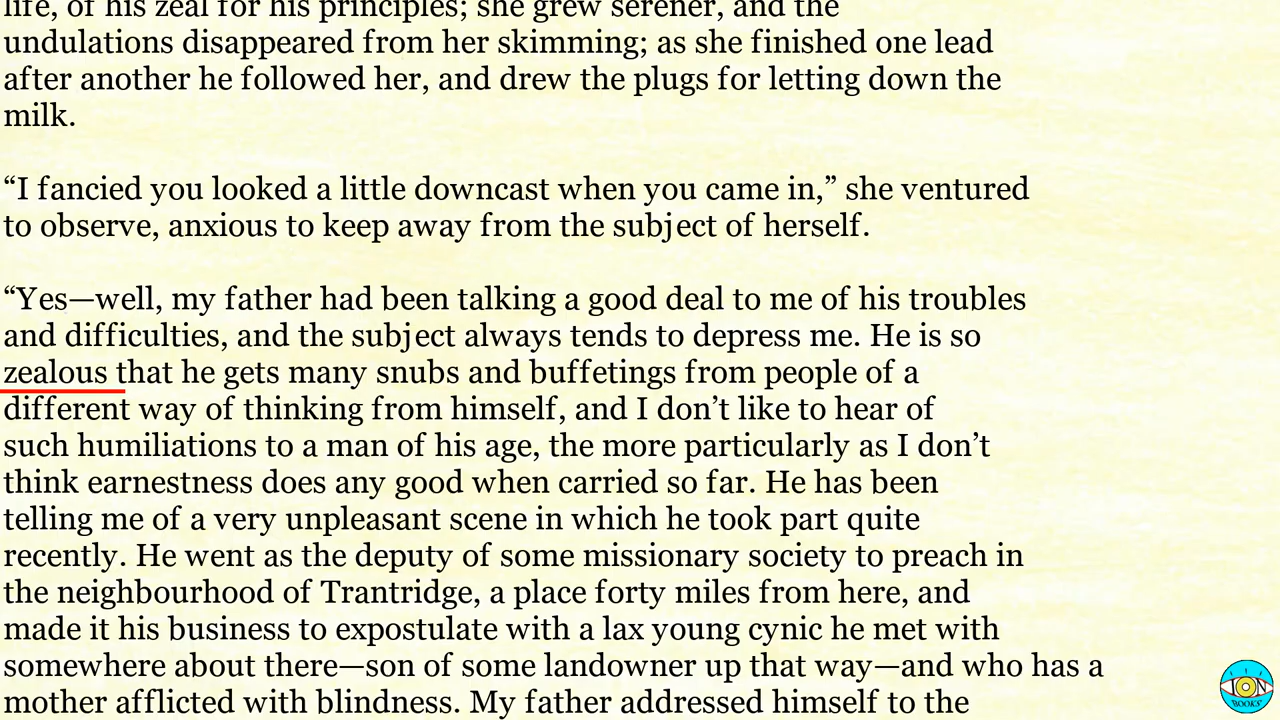 life, of his zeal for his principles; she grew serener, and the
undulations disappeared from her skimming; as she finished one lead
after another he followed her, and drew the plugs for letting down the
milk.
“I fancied you looked a little downcast when you came in,” she ventured
to observe, anxious to keep away from the subject of herself.
“Yes—well, my father had been talking a good deal to me of his troubles
and difficulties, and the subject always tends to depress me. He is so
zealous that he gets many snubs and buffetings from people of a
different way of thinking from himself, and I don’t like to hear of
such humiliations to a man of his age, the more particularly as I don’t
think earnestness does any good when carried so far. He has been
telling me of a very unpleasant scene in which he took part quite
recently. He went as the deputy of some missionary society to preach in
the neighbourhood of Trantridge, a place forty miles from here, and
made it his business to expostulate with a lax young cynic he met with
somewhere about there—son of some landowner up that way—and who has a
mother afflicted with blindness. My father addressed himself to the
ION
BOOKS